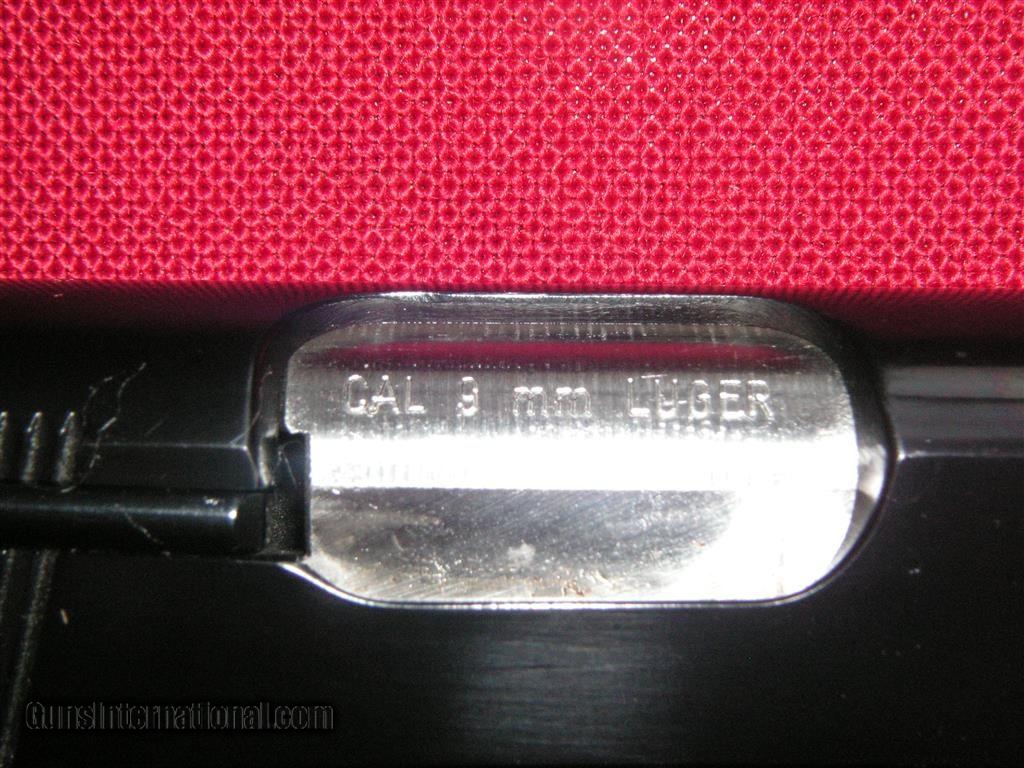 CAL 9 mm LUGER
GunsInternational.com